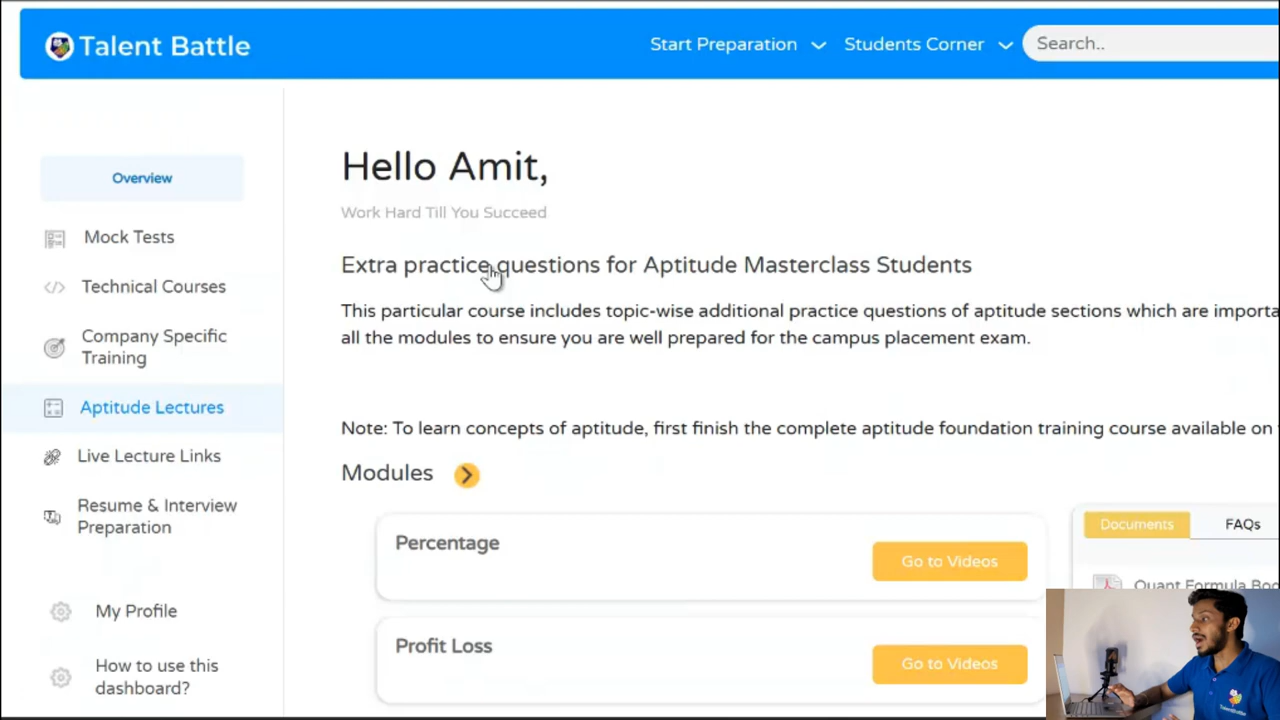 Talent Battle
Start Preparation
Students Corner
Search..
Overview
Mock Tests
Technical Courses
Company Specific
Training
Aptitude Lectures
Live Lecture Links
Resume & Interview
Preparation
My Profile
How to use this
dashboard?
Hello Amit,
Work Hard Till You Succeed
Extra practice questions for Aptitude Masterclass Students
This particular course includes topic-wise additional practice questions of aptitude sections which are importa
all the modules to ensure you are well prepared for the campus placement exam.
Note: To learn concepts of aptitude, first finish the complete aptitude foundation training course available on
Modules
Percentage
Go to Videos
Profit Loss
Go to Videos
Documents
FAQs
Quant Formula Boo